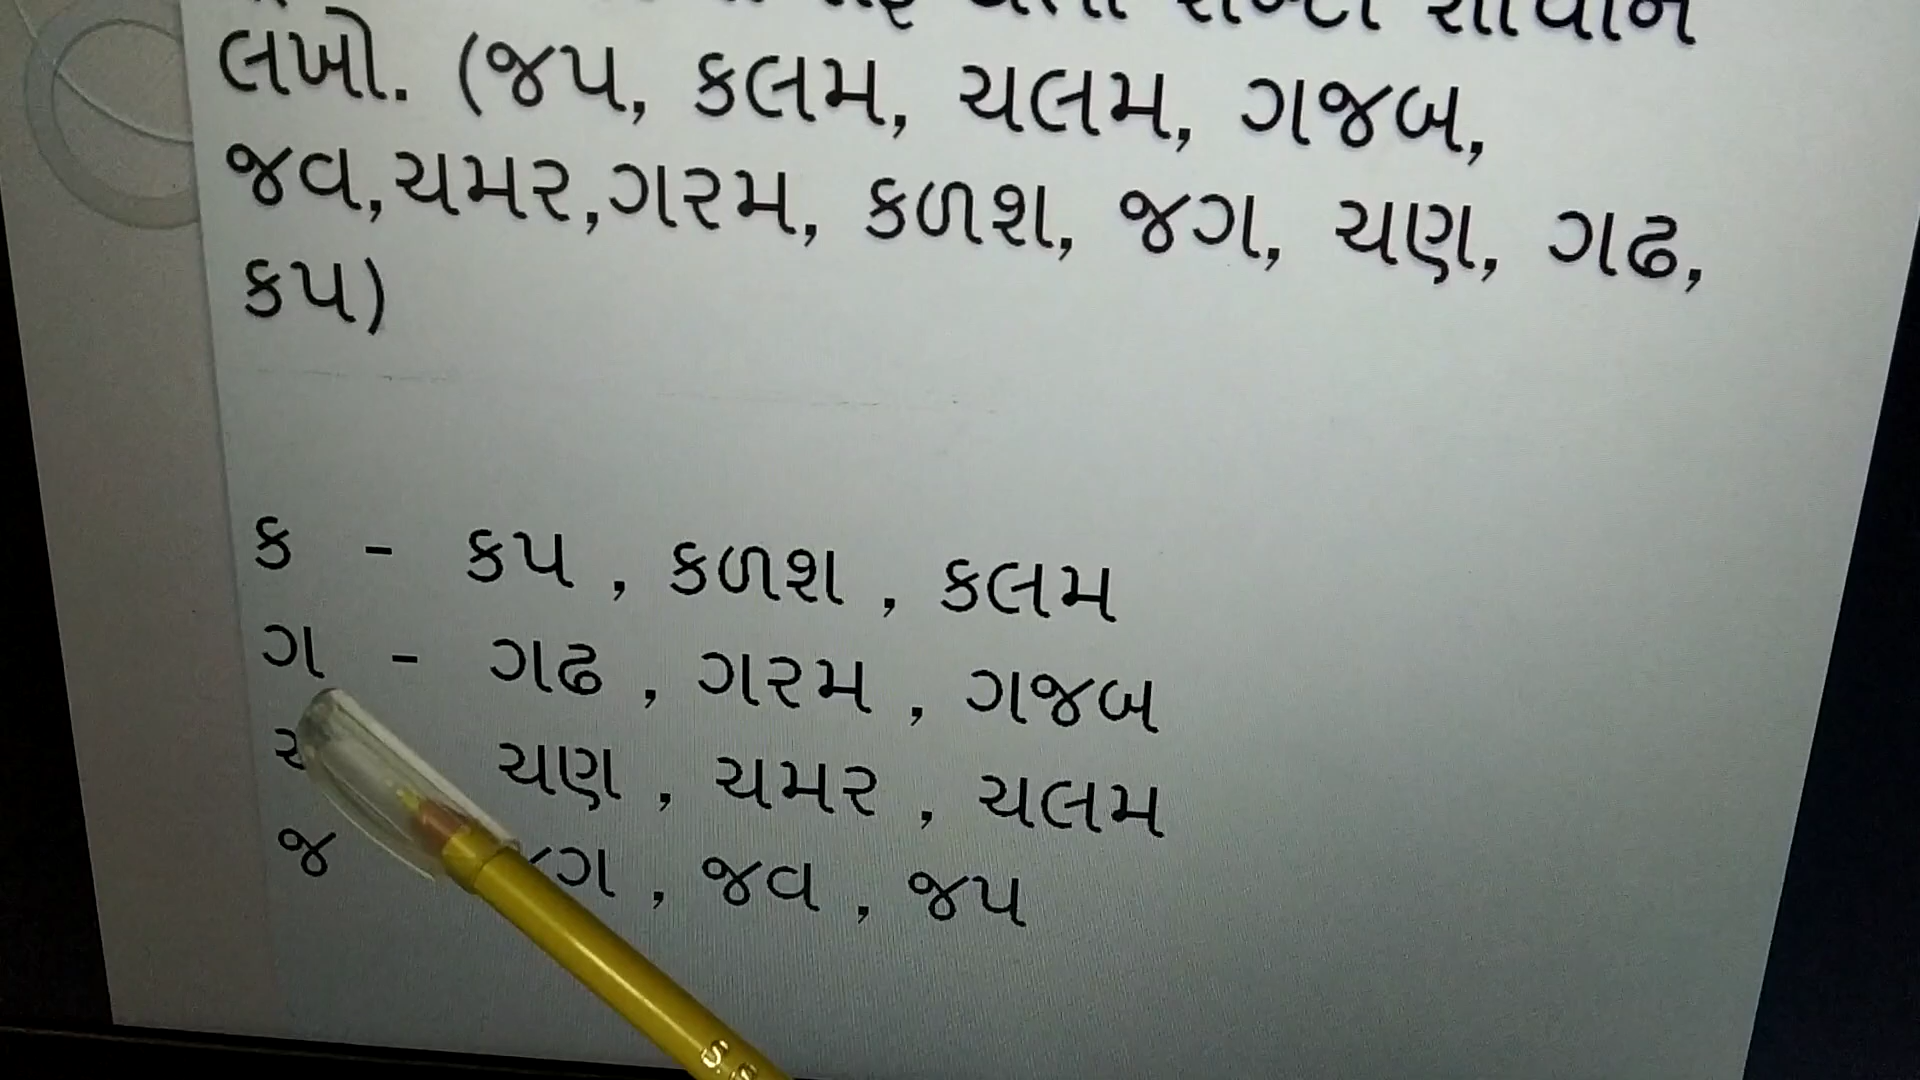 લખો. (જપ, કલમ, ચલમ, ગજબ,
જવ,ચમર,ગરમ, કળશ, જગ, ચણ, ગઢ,
કપ)
ક - કપ , કળશ , કલમ
ગ - ગઢ , ગરમ , ગજબ
ચણ , ચમર , ચલમ
જ , જવ , જપ